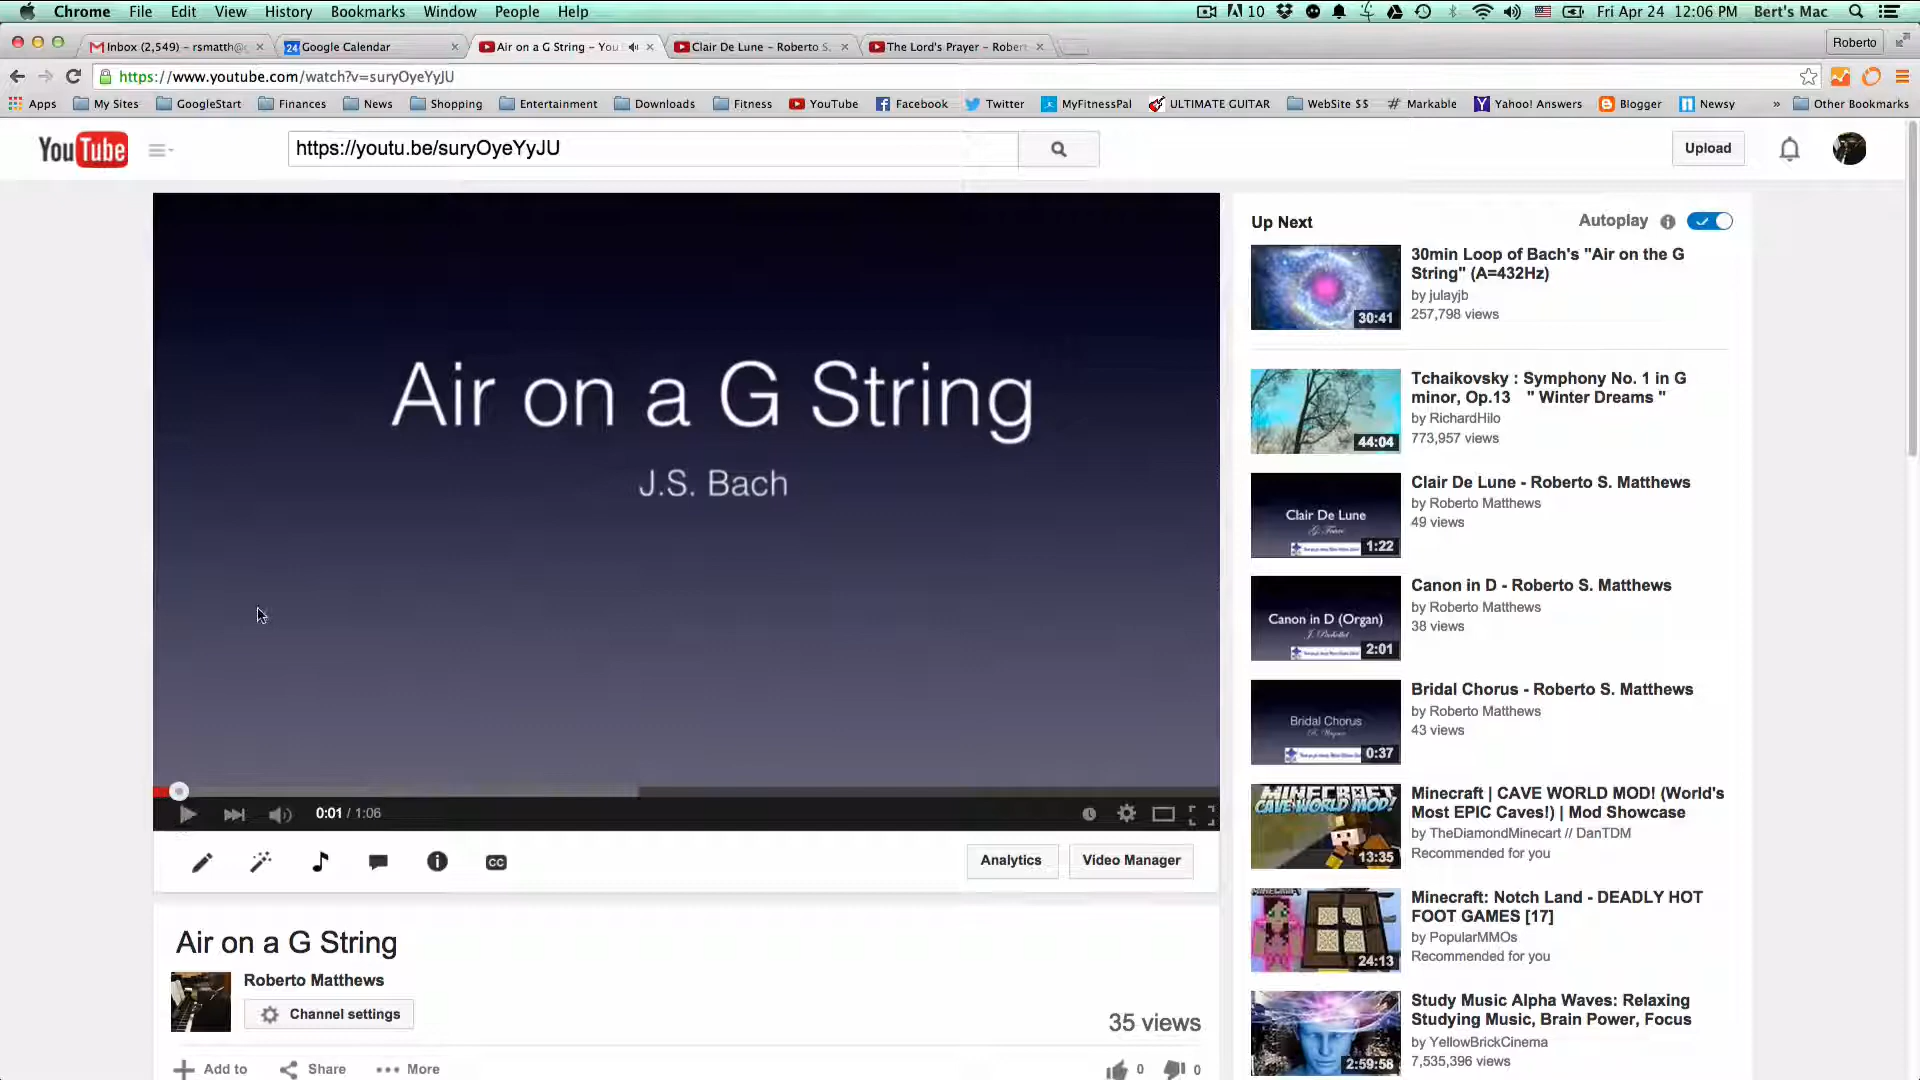 Chrome File Edit View History Bookmarks Window People Help
10 Fri Apr 24 12:06 PM Bert's Mac
Inbox (2,549) – rsmatth@
24 Google Calendar
Air on a G String – You
Clair De Lune – Roberto S.
The Lord's Prayer – Robert
Roberto
https://www.youtube.com/watch?v=suryOyeYyJU
Apps My Sites GoogleStart Finances News Shopping Entertainment Downloads Fitness YouTube Facebook Twitter MyFitnessPal ULTIMATE GUITAR WebSite $$ Markable Yahoo! Answers Blogger Newsy » Other Bookmarks
YouTube
https://youtu.be/suryOyeYyJU
Upload
Air on a G String
J.S. Bach
0:01 / 1:06
CC
Analytics
Video Manager
Air on a G String
Roberto Matthews
Channel settings
35 views
Add to Share More
0 0
Up Next
Autoplay
30:41
30min Loop of Bach's "Air on the G
String" (A=432Hz)
by julayjb
257,798 views
44:04
Tchaikovsky : Symphony No. 1 in G
minor, Op.13 " Winter Dreams "
by RichardHilo
773,957 views
Clair De Lune
1:22
Clair De Lune - Roberto S. Matthews
by Roberto Matthews
49 views
Canon in D (Organ)
2:01
Canon in D - Roberto S. Matthews
by Roberto Matthews
38 views
Bridal Chorus
0:37
Bridal Chorus - Roberto S. Matthews
by Roberto Matthews
43 views
MINECRAFT
CAVE WORLD MOD!
13:35
Minecraft | CAVE WORLD MOD! (World's
Most EPIC Caves!) | Mod Showcase
by TheDiamondMinecart // DanTDM
Recommended for you
MINECRAFT
24:13
Minecraft: Notch Land - DEADLY HOT
FOOT GAMES [17]
by PopularMMOs
Recommended for you
2:59:58
Study Music Alpha Waves: Relaxing
Studying Music, Brain Power, Focus
by YellowBrickCinema
7,535,396 views